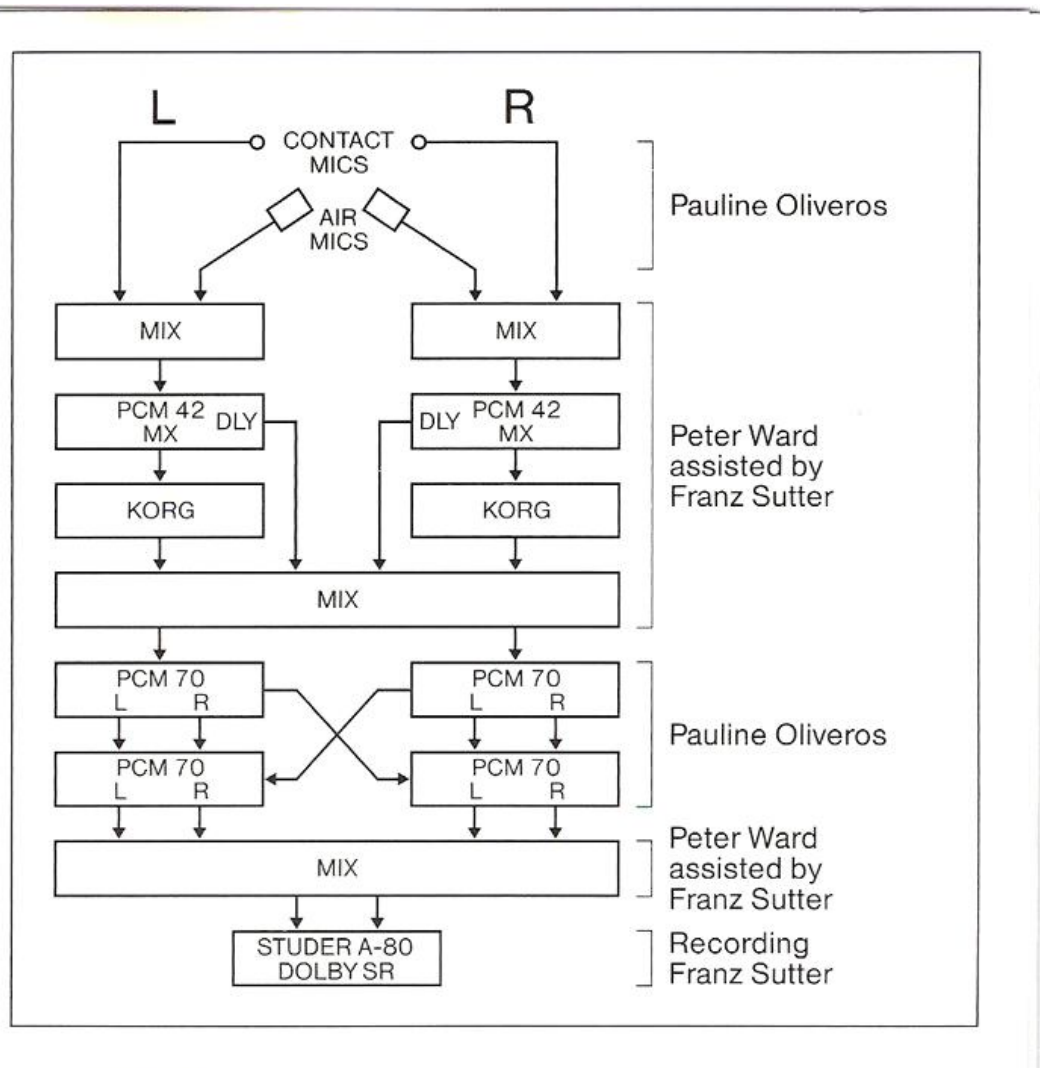 L
R
CONTACT
MICS
AIR
MICS
Pauline Oliveros
MIX
MIX
PCM 42
MX
DLY
DLY
PCM 42
MX
KORG
KORG
Peter Ward
assisted by
Franz Sutter
MIX
PCM 70
L R
PCM 70
L R
PCM 70
L R
PCM 70
L R
Pauline Oliveros
MIX
Peter Ward
assisted by
Franz Sutter
STUDER A-80
DOLBY SR
Recording
Franz Sutter